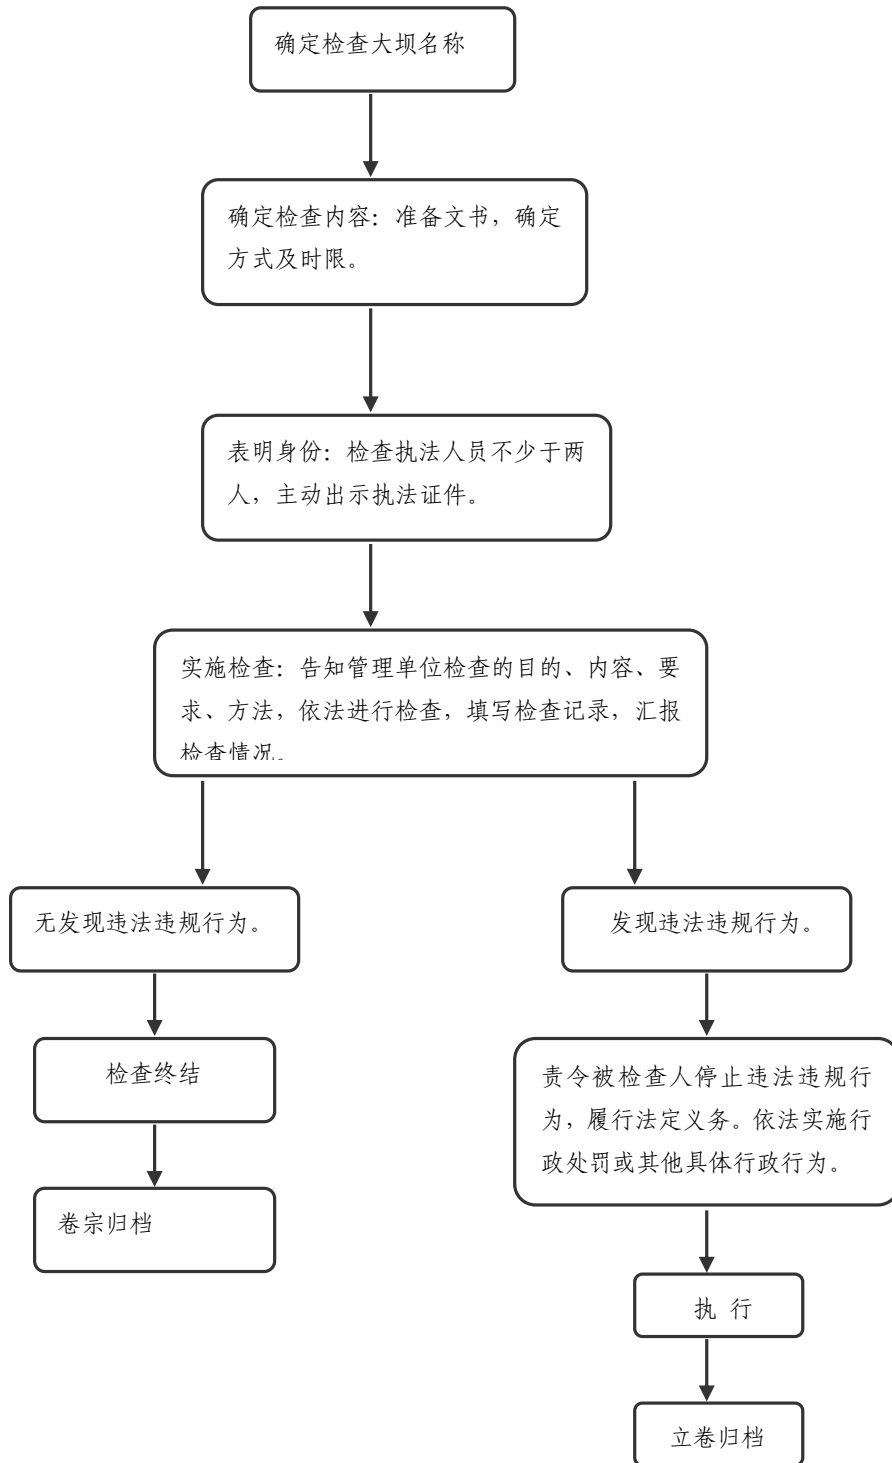 确定检查大坝名称
确定检查内容：准备文书，确定
方式及时限。
表明身份：检查执法人员不少于两
人，主动出示执法证件。
实施检查：告知管理单位检查的目的、内容、要
求、方法，依法进行检查，填写检查记录，汇报
检查情况。
无发现违法违规行为。
发现违法违规行为。
检查终结
责令被检查人停止违法违规行
为，履行法定义务。依法实施行
政处罚或其他具体行政行为。
卷宗归档
执 行
立卷归档